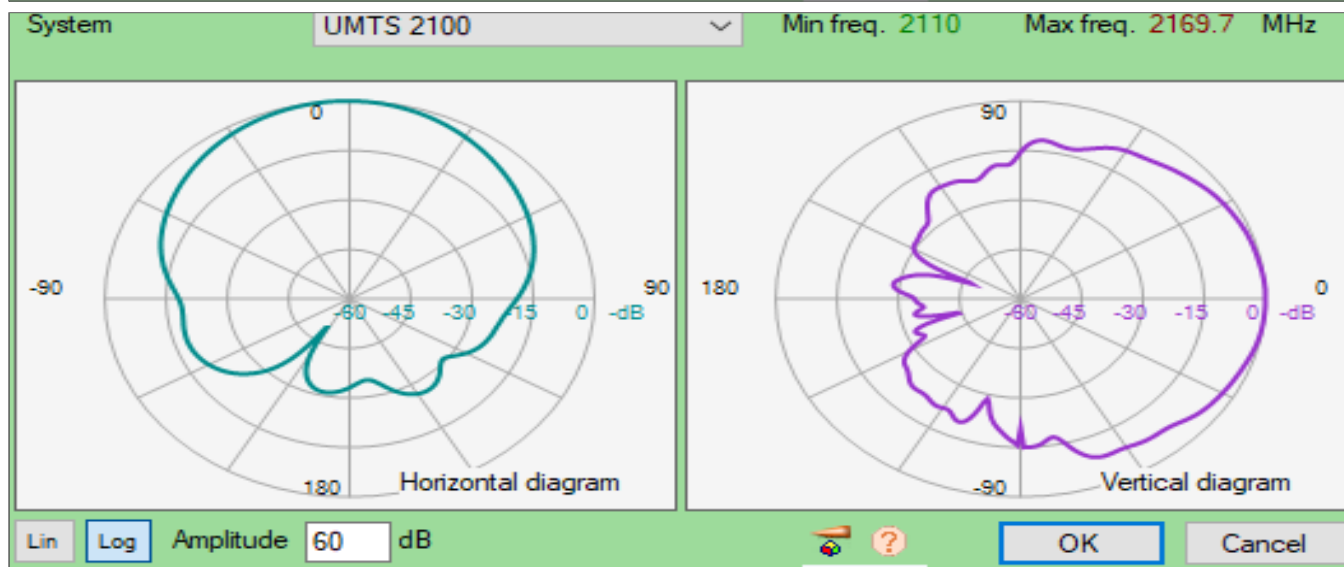 System UMTS 2100 Min freq. 2110 Max freq. 2169.7 MHz
0
-90 90
-60 -45 -30 -15 0 -dB
180 Horizontal diagram
90
180 0
-60 -45 -30 -15 0 -dB
-90 Vertical diagram
Lin Log Amplitude 60 dB ? OK Cancel